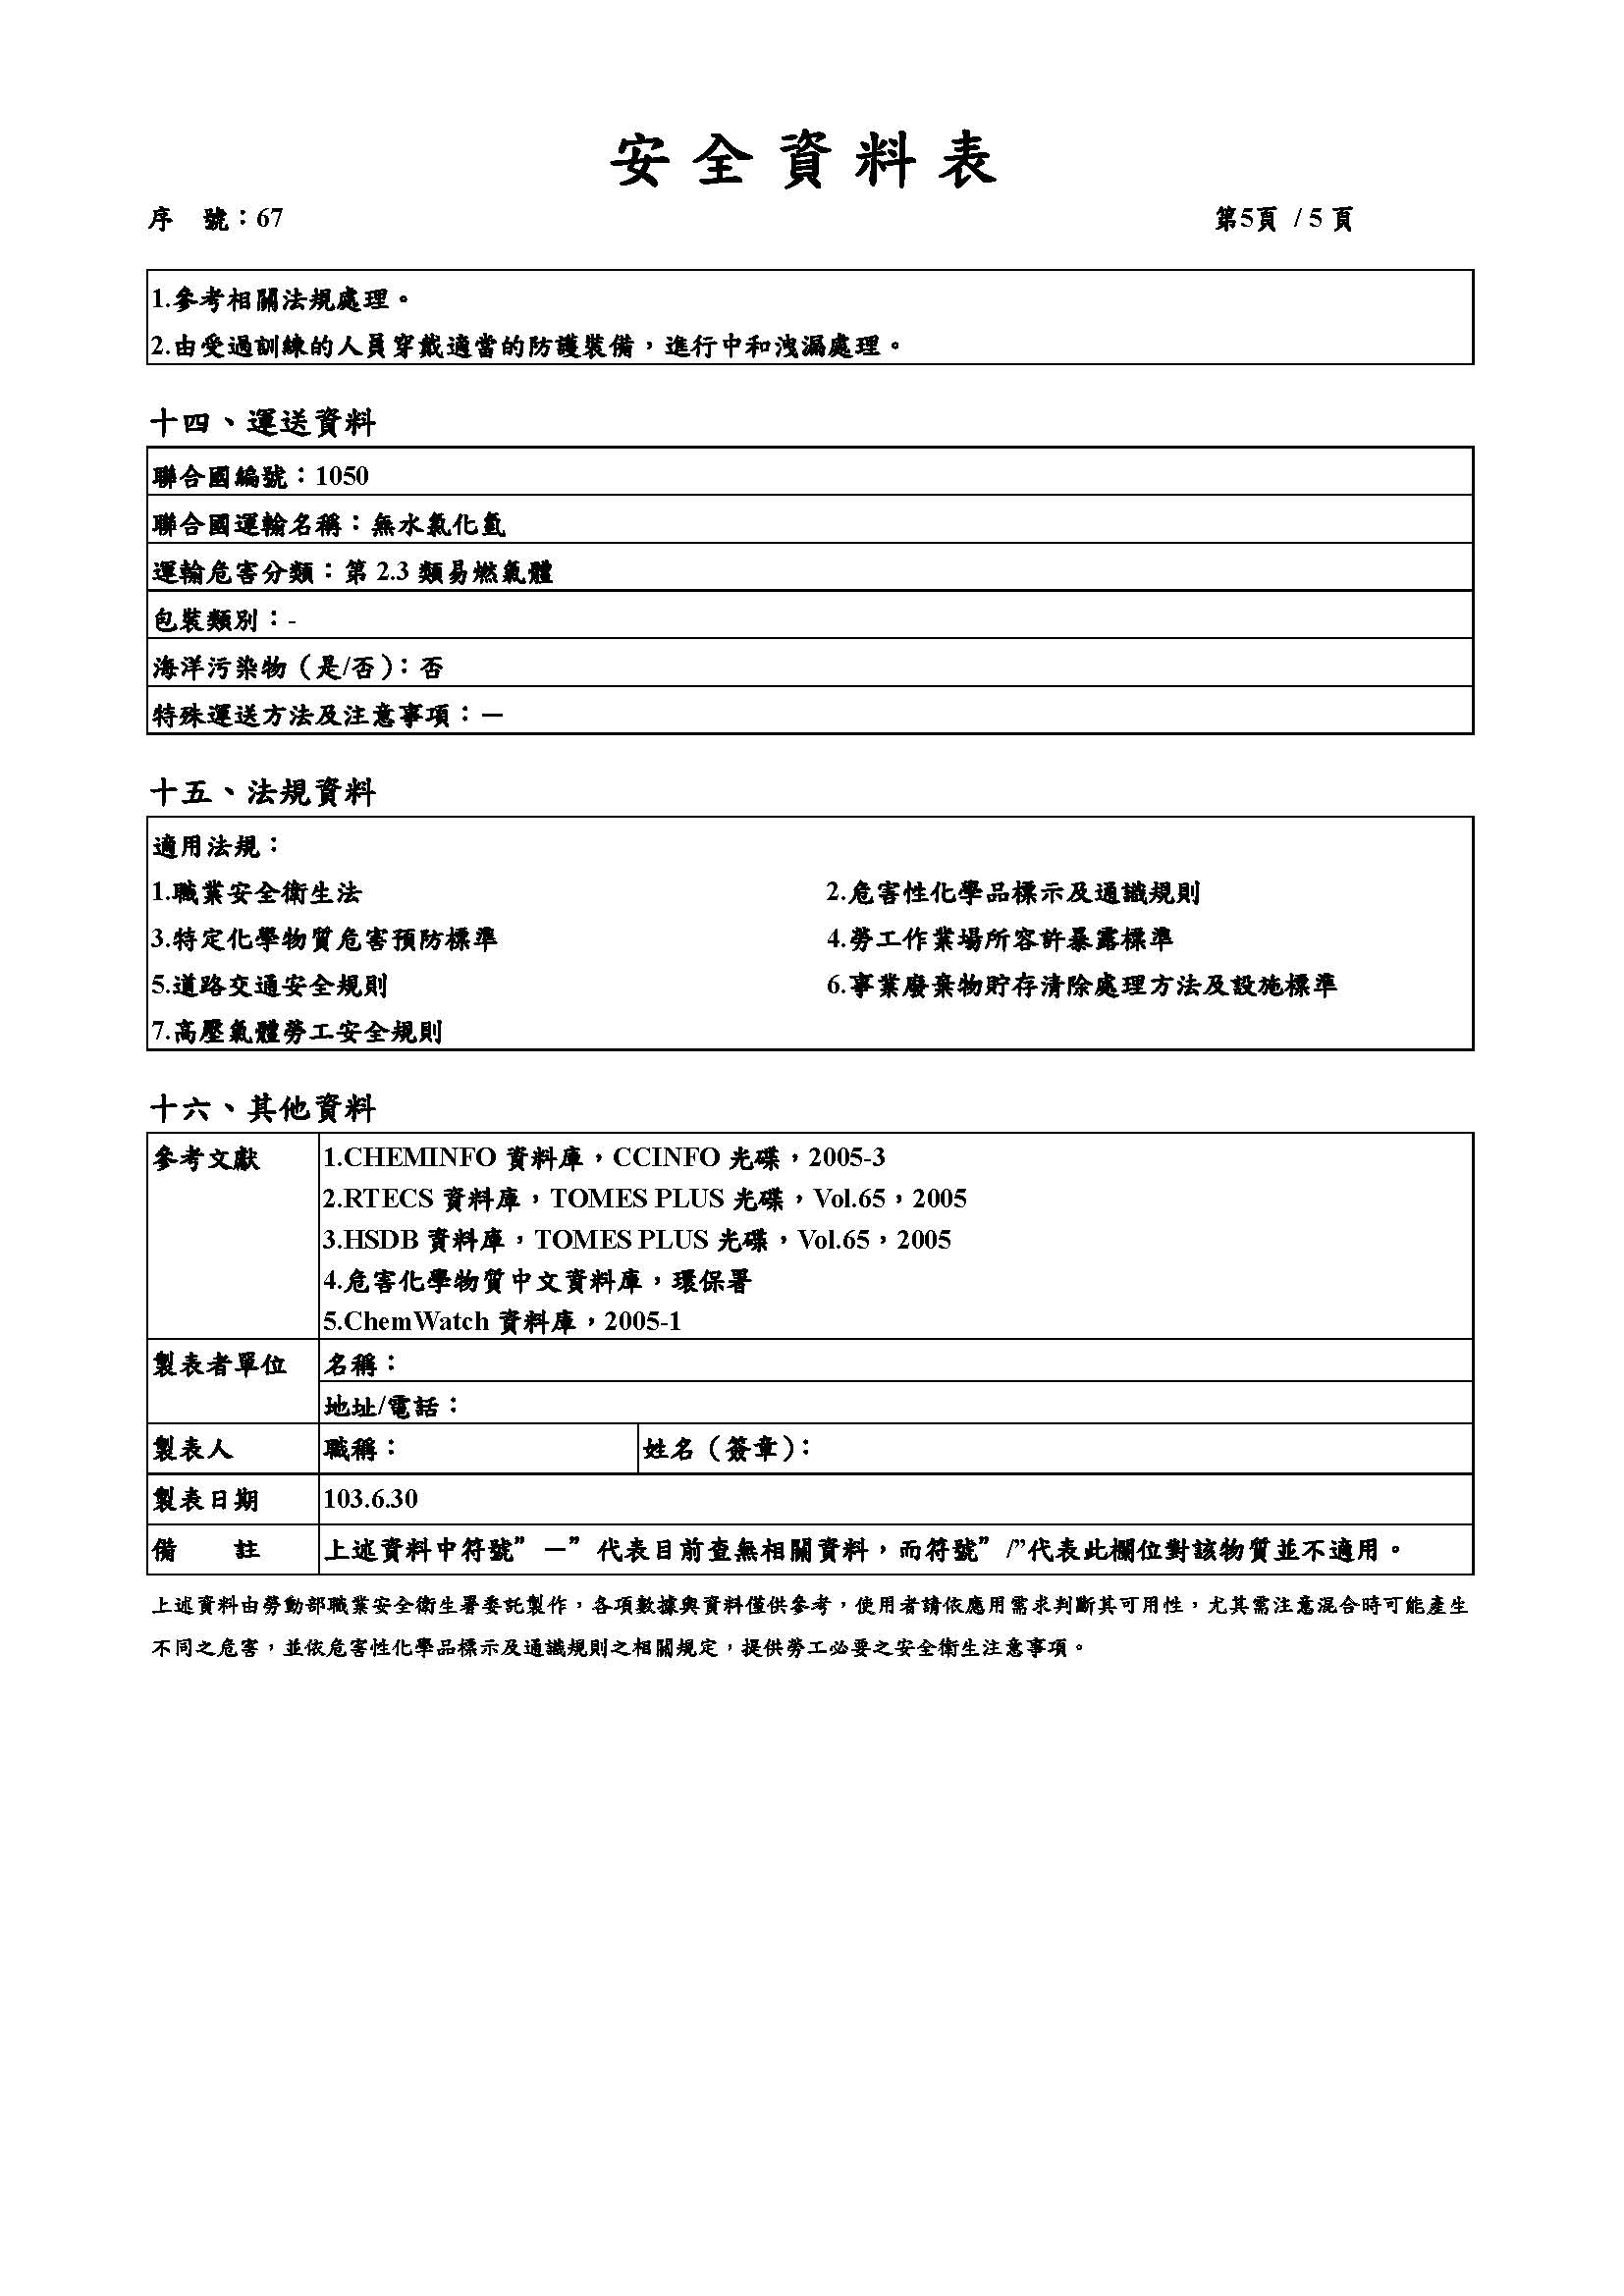 安全資料表
序 號：67 第5頁 / 5 頁
1.參考相關法規處理。
2.由受過訓練的人員穿戴適當的防護裝備，進行中和洩漏處理。
十四、運送資料
聯合國編號：1050
聯合國運輸名稱：無水氯化氫
運輸危害分類：第 2.3 類易燃氣體
包裝類別：-
海洋污染物（是/否）：否
特殊運送方法及注意事項：－
十五、法規資料
適用法規：
1.職業安全衛生法 2.危害性化學品標示及通識規則
3.特定化學物質危害預防標準 4.勞工作業場所容許暴露標準
5.道路交通安全規則 6.事業廢棄物貯存清除處理方法及設施標準
7.高壓氣體勞工安全規則
十六、其他資料
參考文獻 1.CHEMINFO 資料庫，CCINFO 光碟，2005-3
2.RTECS 資料庫，TOMES PLUS 光碟，Vol.65，2005
3.HSDB 資料庫，TOMES PLUS 光碟，Vol.65，2005
4.危害化學物質中文資料庫，環保署
5.ChemWatch 資料庫，2005-1
製表者單位 名稱：
地址/電話：
製表人 職稱： 姓名（簽章）：
製表日期 103.6.30
備 註 上述資料中符號”－”代表目前查無相關資料，而符號”/”代表此欄位對該物質並不適用。
上述資料由勞動部職業安全衛生署委託製作，各項數據與資料僅供參考，使用者請依應用需求判斷其可用性，尤其需注意混合時可能產生
不同之危害，並依危害性化學品標示及通識規則之相關規定，提供勞工必要之安全衛生注意事項。